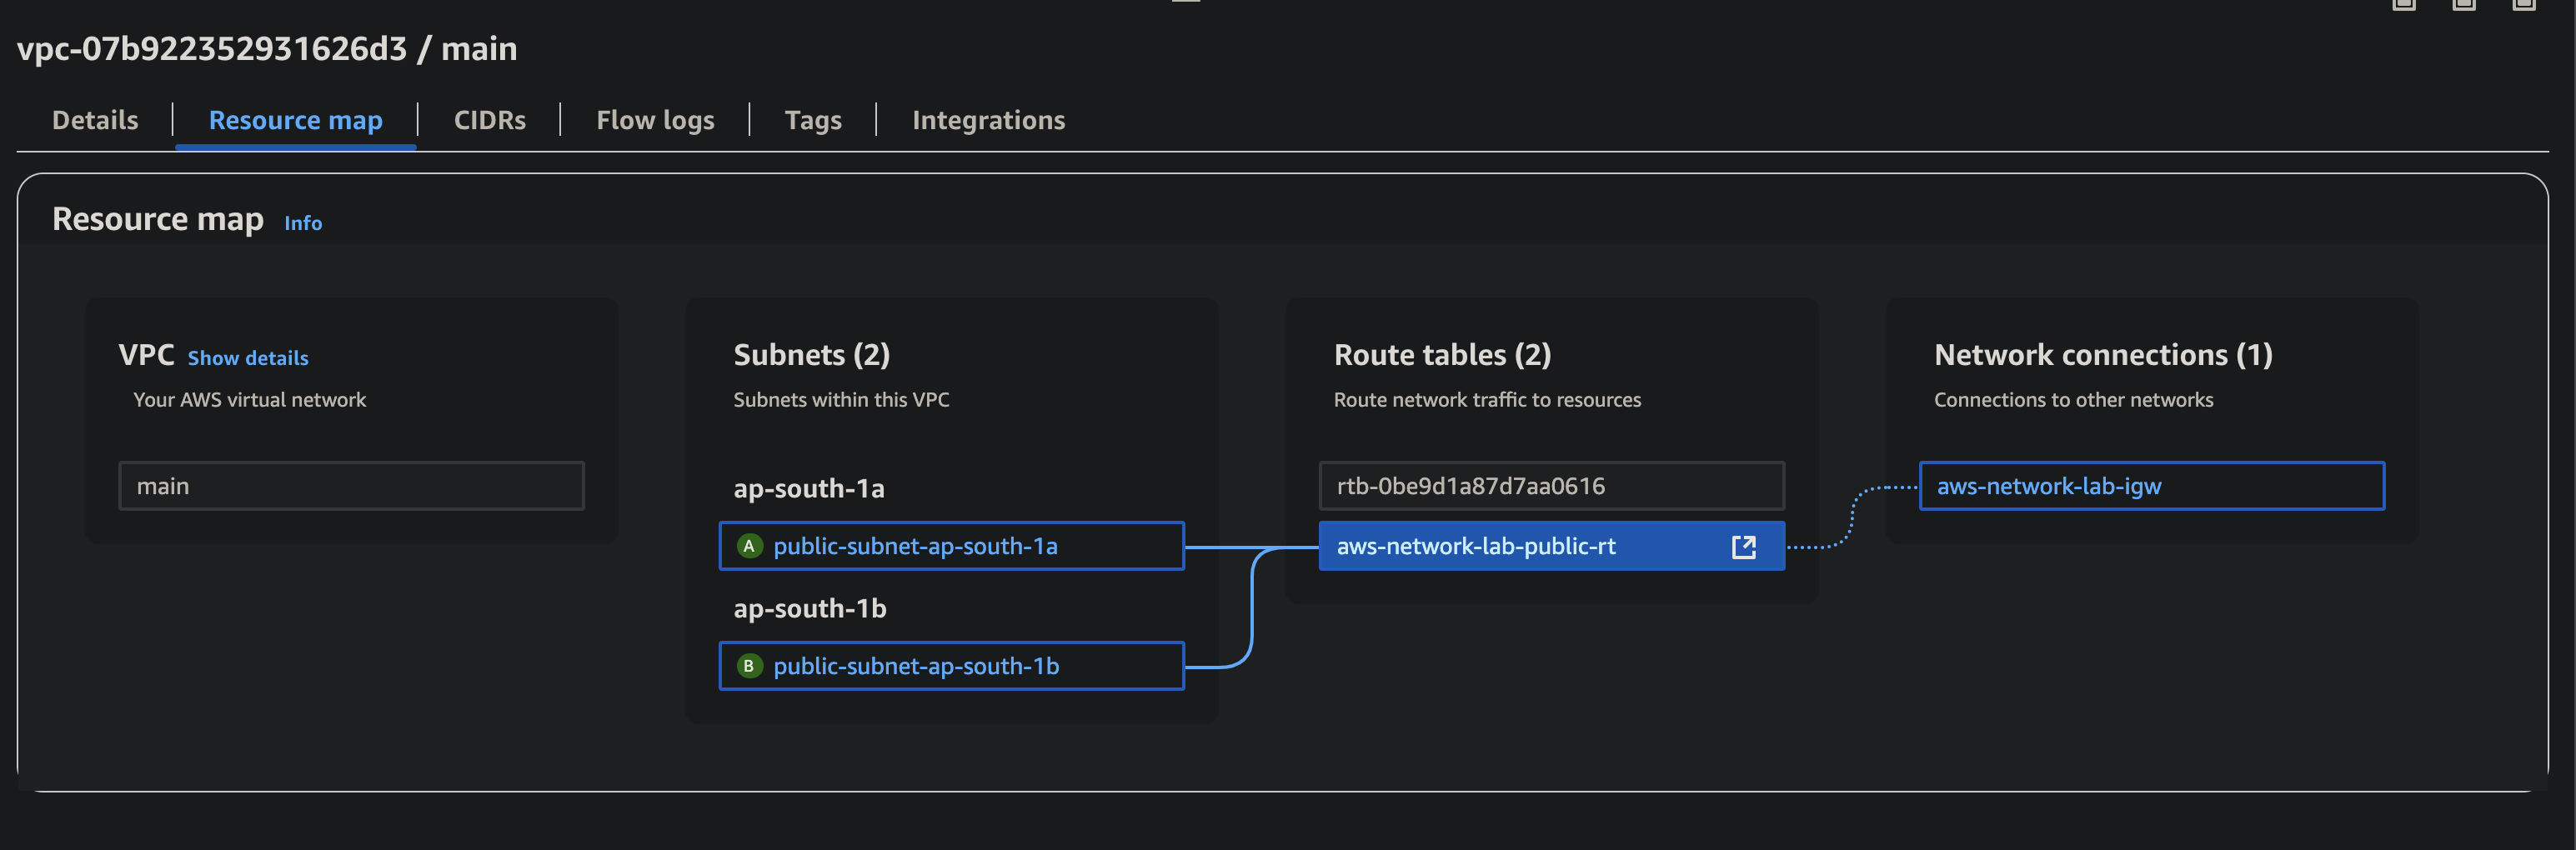 vpc-07b922352931626d3 / main
Details
Resource map
CIDRs
Flow logs
Tags
Integrations
Resource map Info
VPC Show details
Your AWS virtual network
main
Subnets (2)
Subnets within this VPC
ap-south-1a
A public-subnet-ap-south-1a
ap-south-1b
B public-subnet-ap-south-1b
Route tables (2)
Route network traffic to resources
rtb-0be9d1a87d7aa0616
aws-network-lab-public-rt
Network connections (1)
Connections to other networks
aws-network-lab-igw